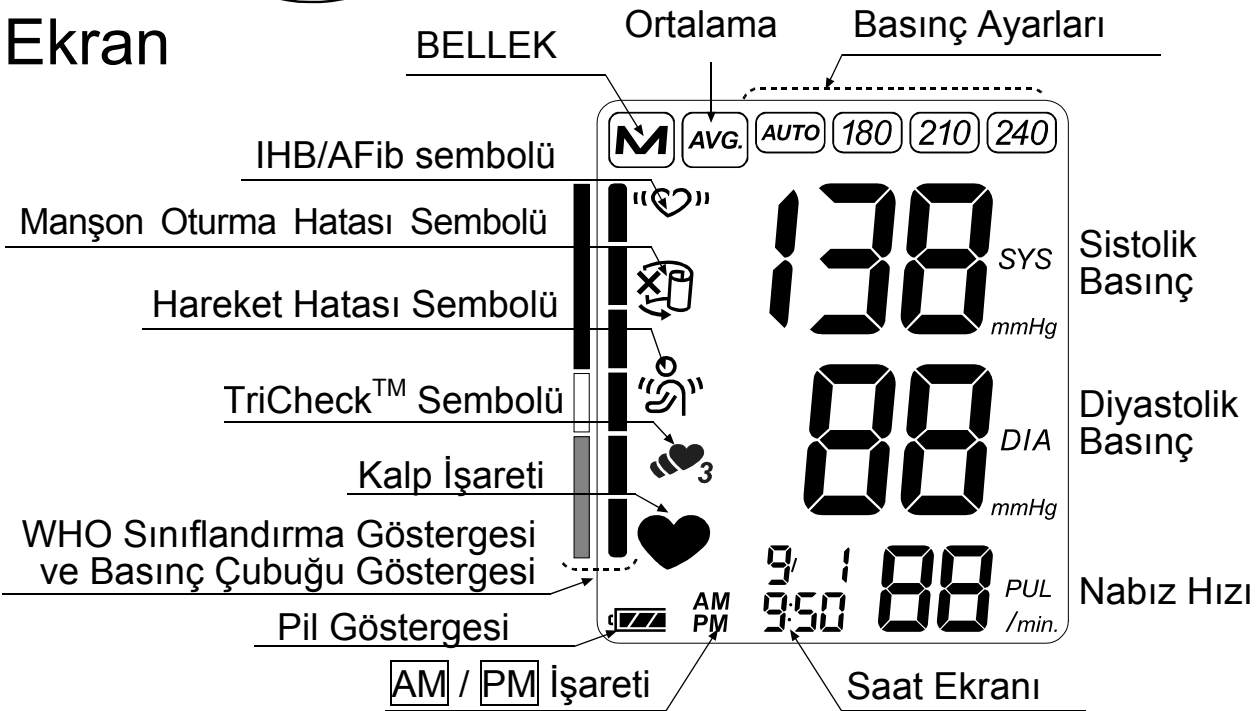 Ekran
BELLEK
Ortalama
Basınç Ayarları
M AVG. AUTO 180 210 240
IHB/AFib sembolü
Manşon Oturma Hatası Sembolü
138 SYS
mmHg
Sistolik
Basınç
Hareket Hatası Sembolü
TriCheck™ Sembolü
3
88 DIA
mmHg
Diyastolik
Basınç
Kalp İşareti
WHO Sınıflandırma Göstergesi
ve Basınç Çubuğu Göstergesi
9/ 1
AM
PM
9:50
88 PUL
/min.
Nabız Hızı
Pil Göstergesi
AM / PM İşareti
Saat Ekranı